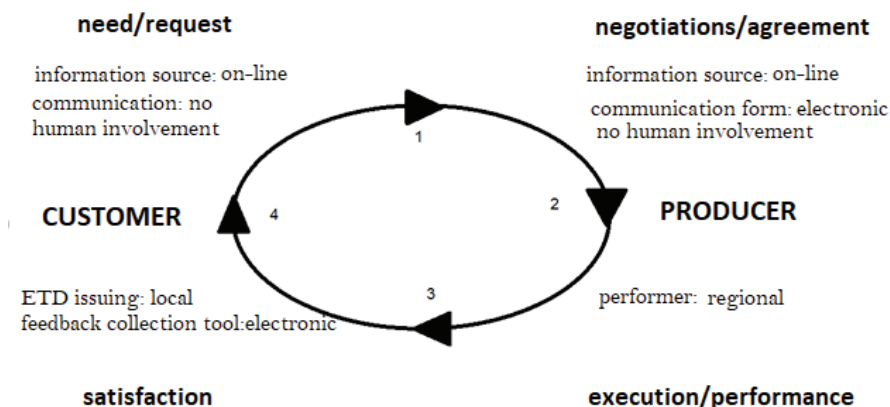 need/request
negotiations/agreement
information source: on-line
communication: no
human involvement
information source: on-line
communication form: electronic
no human involvement
1
CUSTOMER
4
2
PRODUCER
3
ETD issuing: local
feedback collection tool:electronic
performer: regional
satisfaction
execution/performance